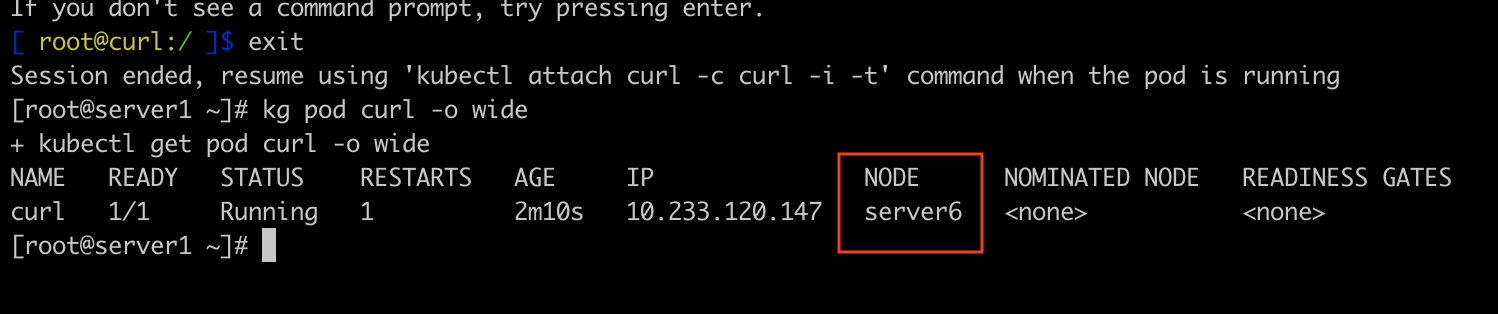 If you don't see a command prompt, try pressing enter.
[ root@curl:/ ]$ exit
Session ended, resume using 'kubectl attach curl -c curl -i -t' command when the pod is running
[root@server1 ~]# kg pod curl -o wide
+ kubectl get pod curl -o wide
NAME   READY   STATUS    RESTARTS   AGE     IP               NODE      NOMINATED NODE   READINESS GATES
curl   1/1     Running   1          2m10s   10.233.120.147   server6   <none>           <none>
[root@server1 ~]#